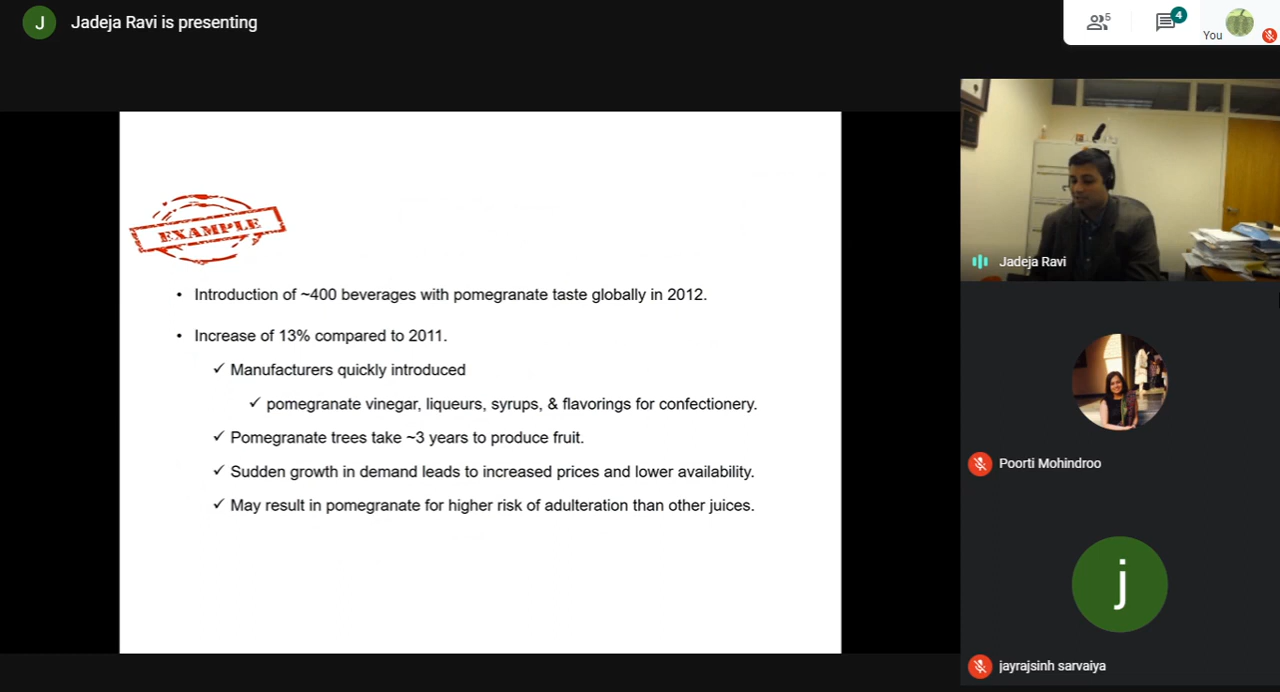 J
Jadeja Ravi is presenting
5
4
You
EXAMPLE
• Introduction of ~400 beverages with pomegranate taste globally in 2012.
• Increase of 13% compared to 2011.
✓ Manufacturers quickly introduced
✓ pomegranate vinegar, liqueurs, syrups, & flavorings for confectionery.
✓ Pomegranate trees take ~3 years to produce fruit.
✓ Sudden growth in demand leads to increased prices and lower availability.
✓ May result in pomegranate for higher risk of adulteration than other juices.
Jadeja Ravi
Poorti Mohindroo
j
jayrajsinh sarvaiya